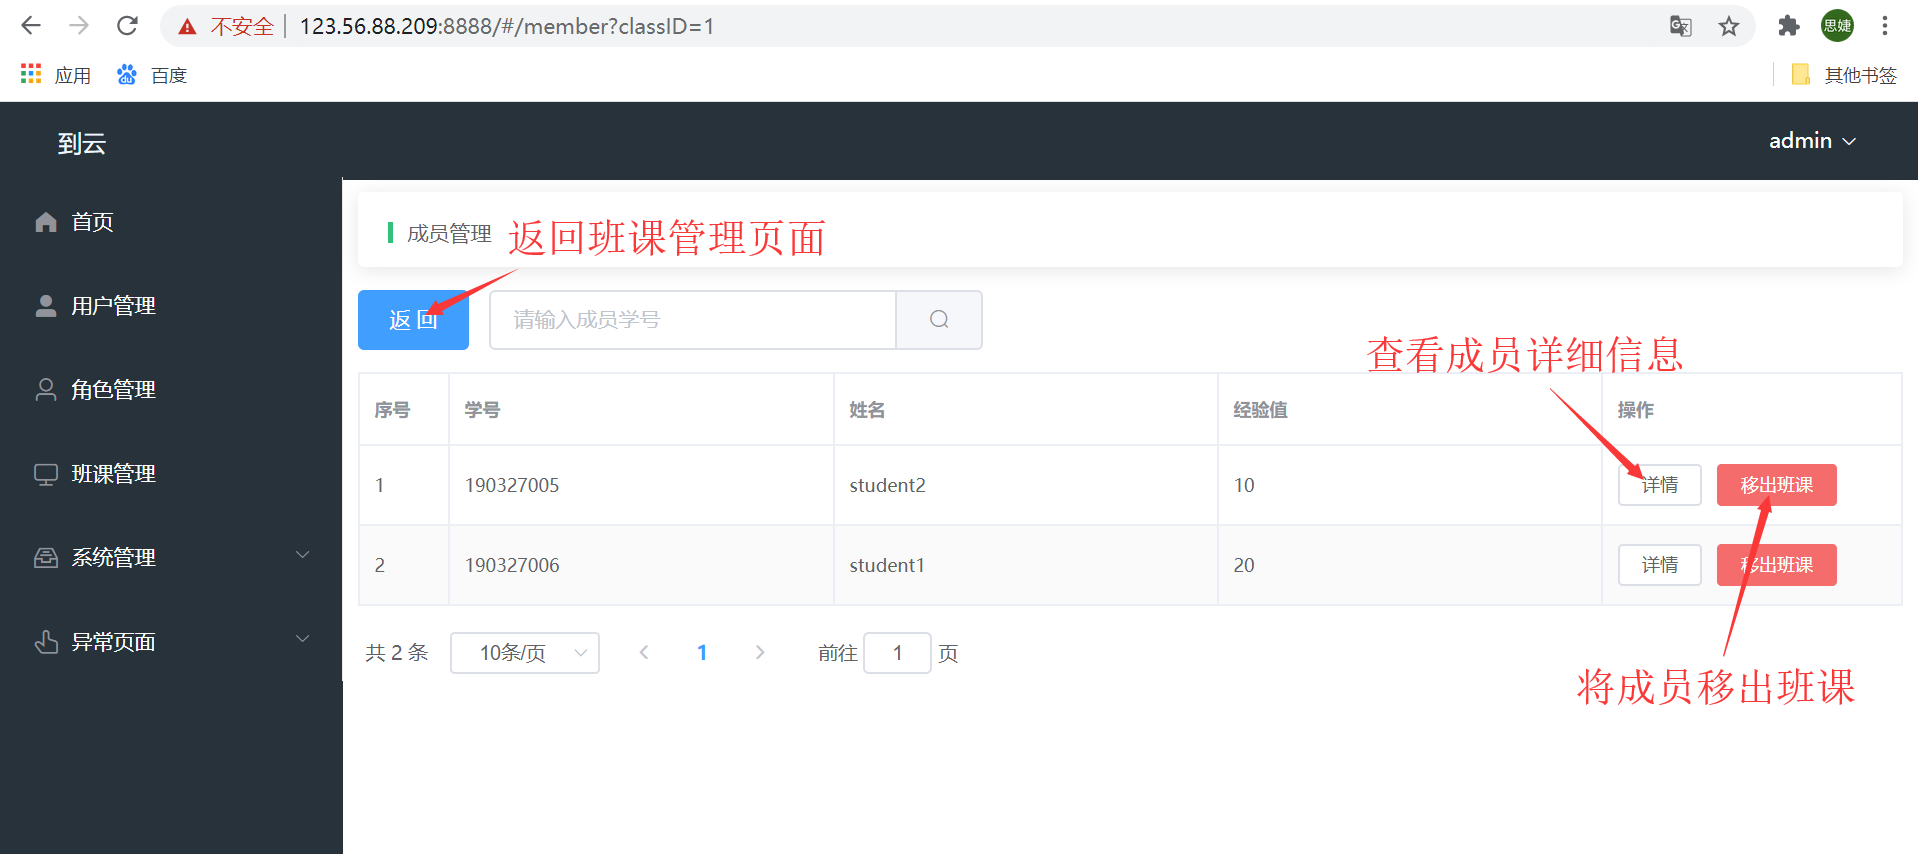 不安全 123.56.88.209:8888/#/member?classID=1
思婕
应用 百度 其他书签
到云 admin
首页
用户管理
角色管理
班课管理
系统管理
异常页面
成员管理 返回班课管理页面
返 回 请输入成员学号
查看成员详细信息
序号 学号 姓名 经验值 操作
1 190327005 student2 10 详情 移出班课
2 190327006 student1 20 详情 移出班课
共 2 条 10条/页 1 前往 1 页
将成员移出班课